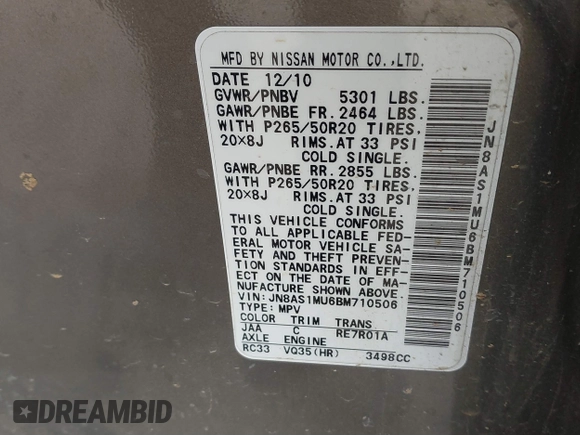 MFD BY NISSAN MOTOR CO.,LTD.
DATE 12/10
GVWR/PNBV 5301 LBS.
GAWR/PNBE FR. 2464 LBS.
WITH P265/50R20 TIRES.
20×8J RIMS.AT 33 PSI
COLD SINGLE.
GAWR/PNBE RR. 2855 LBS.
WITH P265/50R20 TIRES.
20×8J RIMS.AT 33 PSI
COLD SINGLE.
THIS VEHICLE CONFORMS
TO ALL APPLICABLE FED-
ERAL MOTOR VEHICLE SA-
FETY AND THEFT PREVEN-
TION STANDARDS IN EFF-
ECT ON THE DATE OF MA-
NUFACTURE SHOWN ABOVE.
VIN: JN8AS1MU6BM710506
TYPE: MPV
COLOR TRIM TRANS
JAA C RE7R01A
AXLE ENGINE
RC33 VQ35(HR) 3498CC
JN8AS1MU6BM710506
DREAMBID